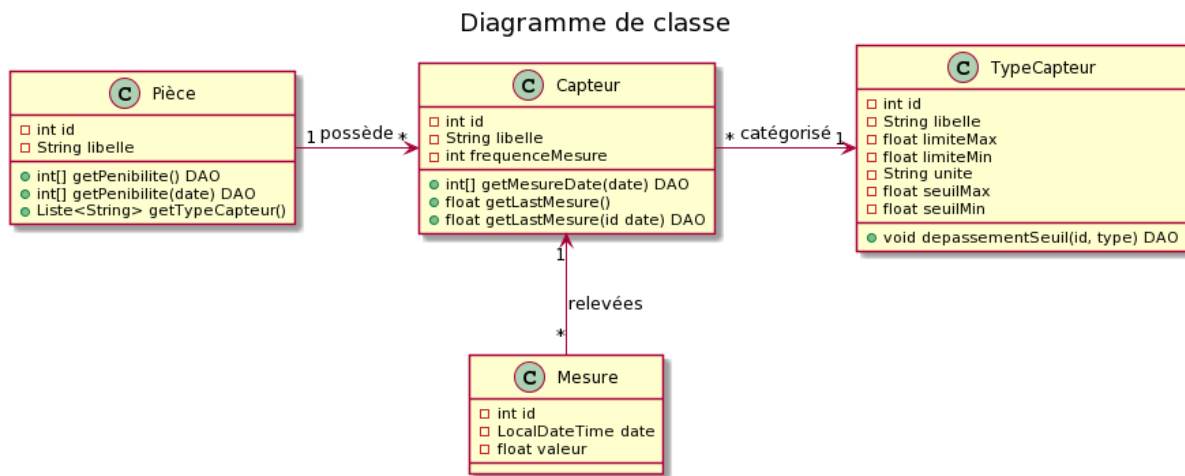 Diagramme de classe
C Pièce
int id
String libelle
int[] getPenibilite() DAO
int[] getPenibilite(date) DAO
Liste<String> getTypeCapteur()
1 possède *
C Capteur
int id
String libelle
int frequenceMesure
int[] getMesureDate(date) DAO
float getLastMesure()
float getLastMesure(id date) DAO
* catégorisé 1
C TypeCapteur
int id
String libelle
float limiteMax
float limiteMin
String unite
float seuilMax
float seuilMin
void depassementSeuil(id, type) DAO
1
relevées
*
C Mesure
int id
LocalDateTime date
float valeur